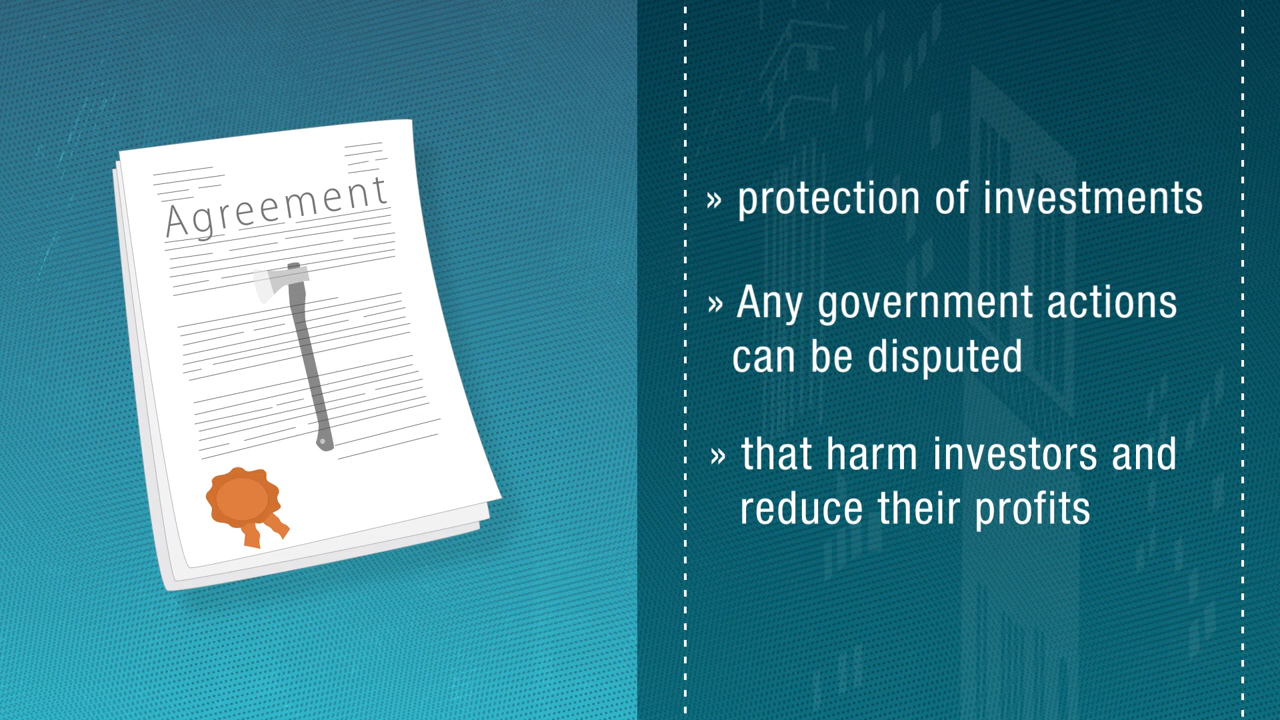 Agreement
» protection of investments
» Any government actions
can be disputed
» that harm investors and
reduce their profits